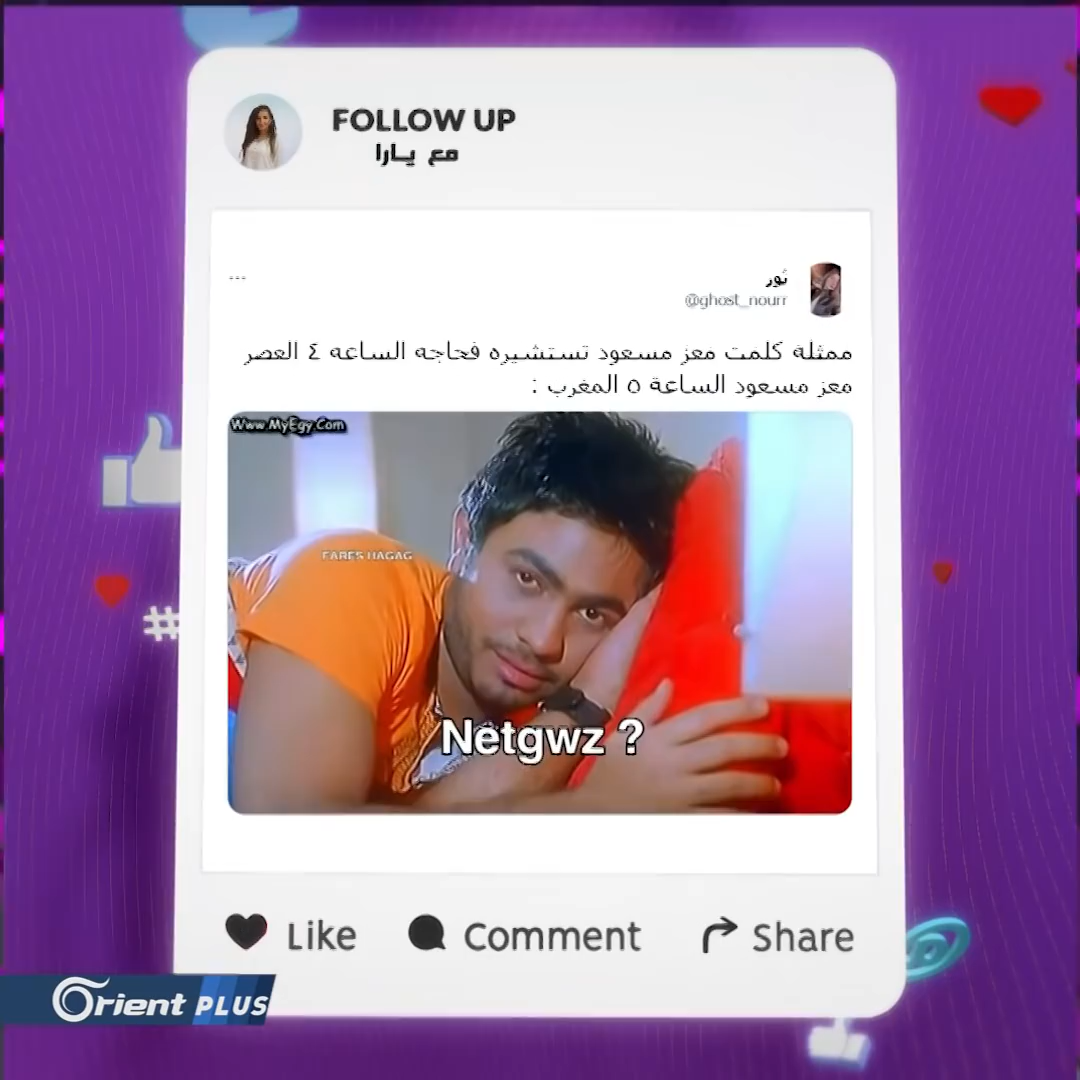 FOLLOW UP
مع يارا
...
نور
@ghost_nourr
ممثلة كلمت معز مسعود تستشيره فحاجه الساعه ٤ العصر
معز مسعود الساعة ٥ المغرب :
Www.MyEgy.Com
FARES HAGAG
Netgwz ?
Like
Comment
Share
Orient PLUS